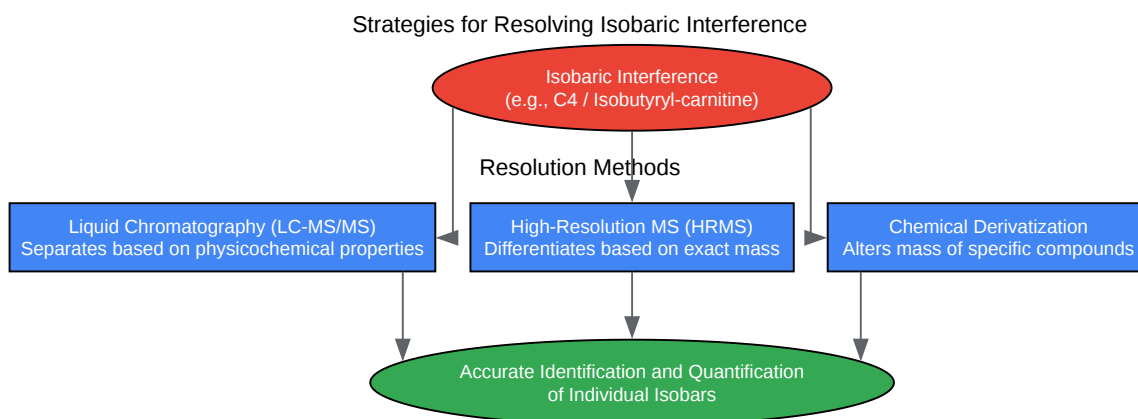 Strategies for Resolving Isobaric Interference
Isobaric Interference
(e.g., C4 / Isobutyryl-carnitine)
Resolution Methods
Liquid Chromatography (LC-MS/MS)
Separates based on physicochemical properties
High-Resolution MS (HRMS)
Differentiates based on exact mass
Chemical Derivatization
Alters mass of specific compounds
Accurate Identification and Quantification
of Individual Isobars